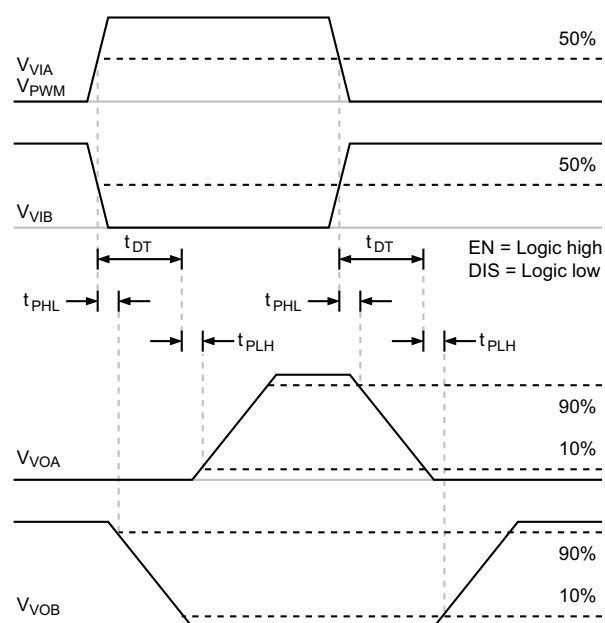 50%
VVIA
VPWM
50%
VVIB
tDT
tDT
EN = Logic high
DIS = Logic low
tPHL
tPHL
tPLH
tPLH
90%
10%
VVOA
90%
10%
VVOB